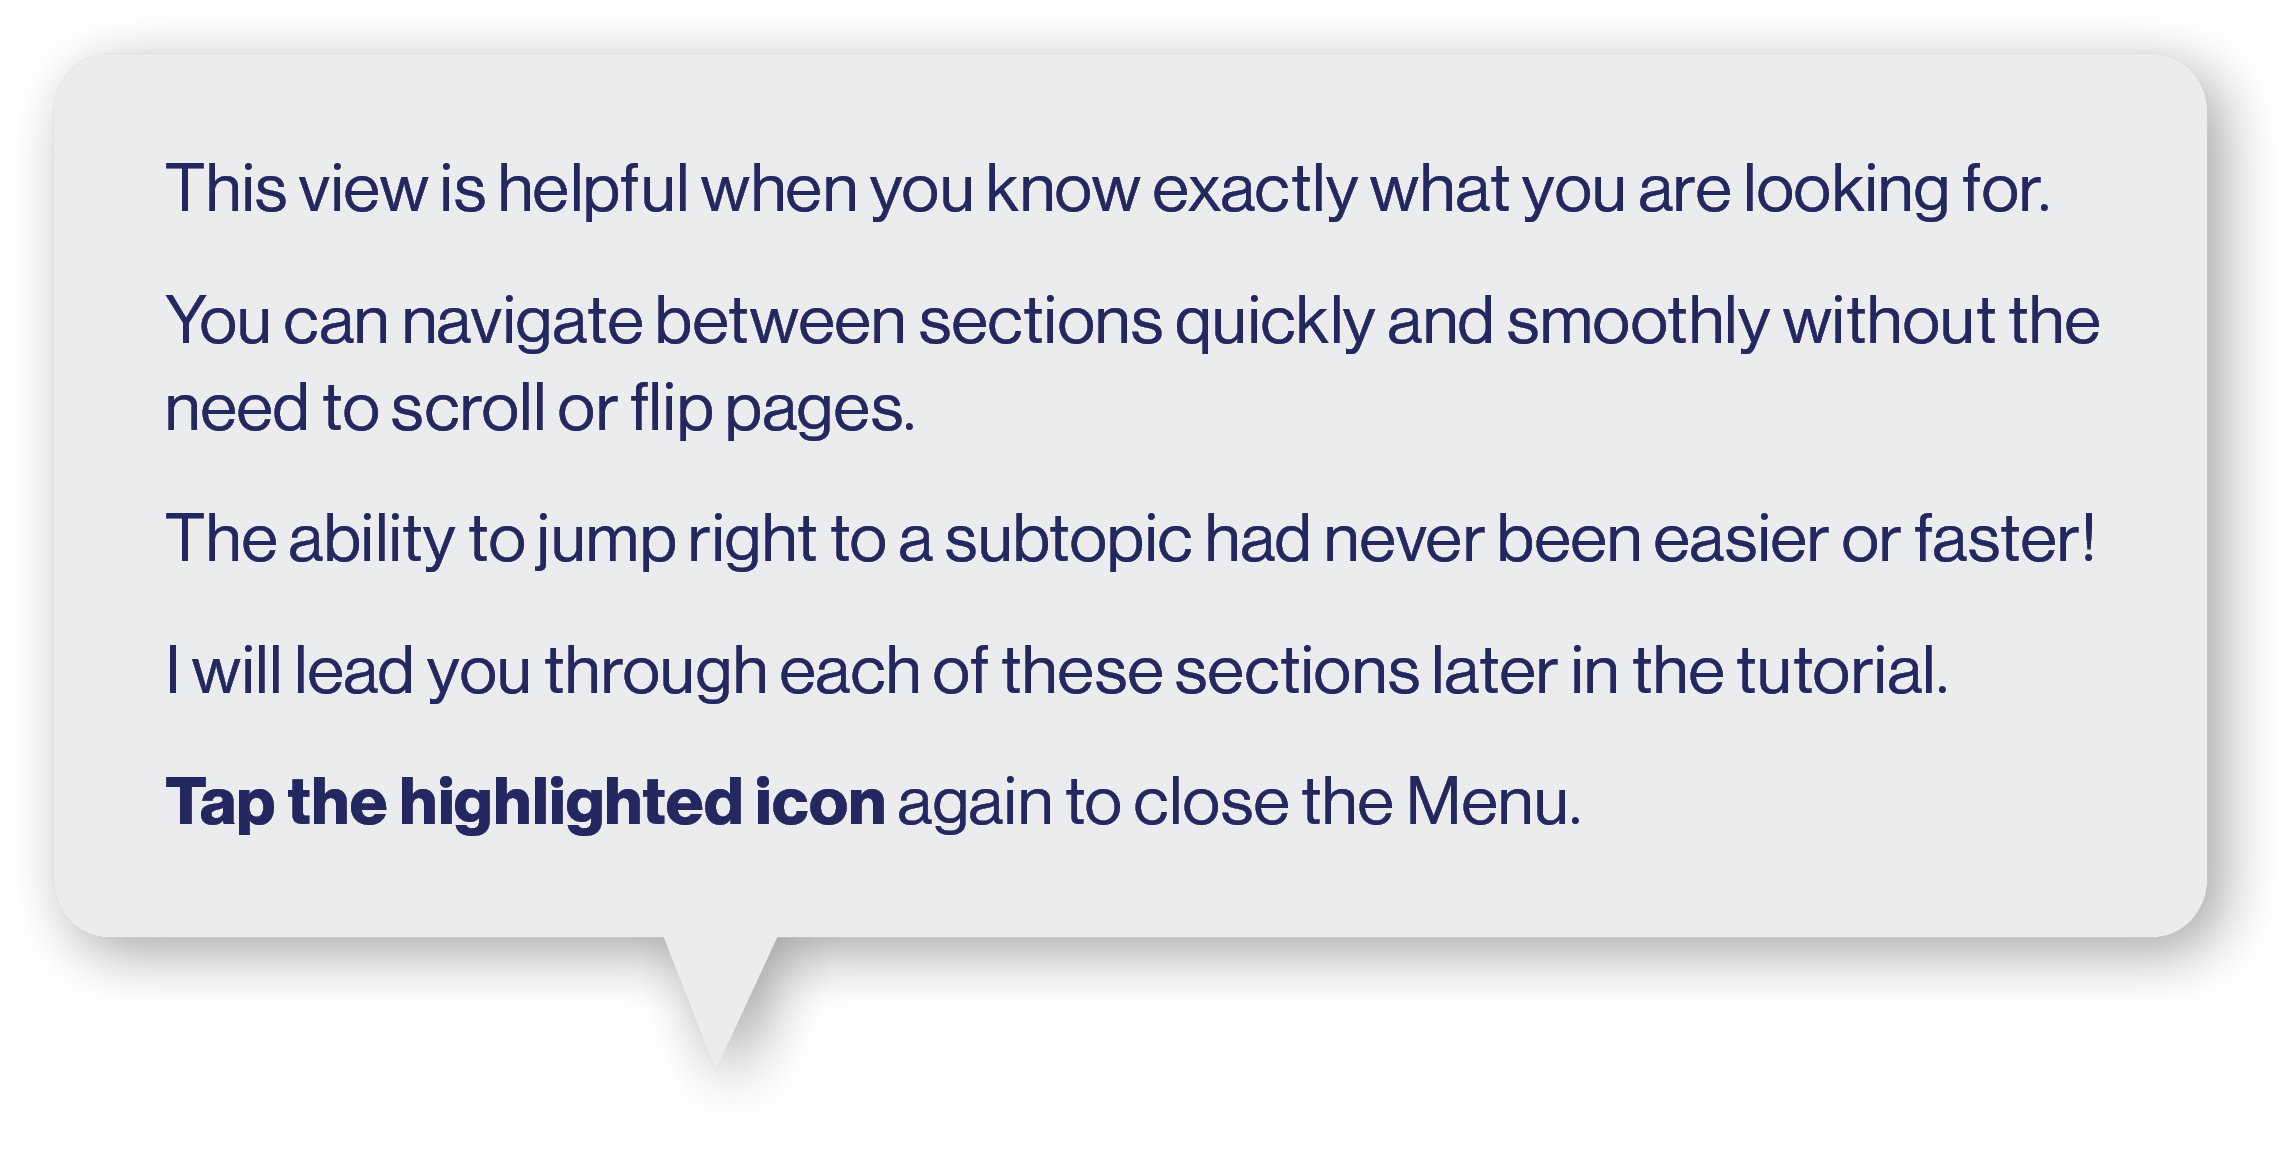 This view is helpful when you know exactly what you are looking for.
You can navigate between sections quickly and smoothly without the
need to scroll or flip pages.
The ability to jump right to a subtopic had never been easier or faster!
I will lead you through each of these sections later in the tutorial.
Tap the highlighted icon again to close the Menu.